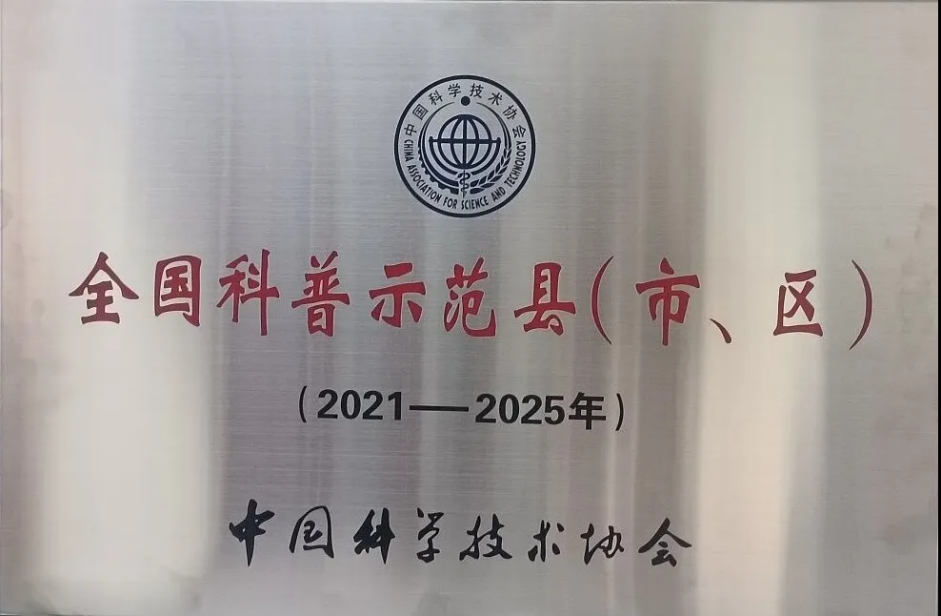 中国科学技术协会
CHINA ASSOCIATION FOR SCIENCE AND TECHNOLOGY
全国科普示范县(市、区)
(2021——2025年)
中国科学技术协会